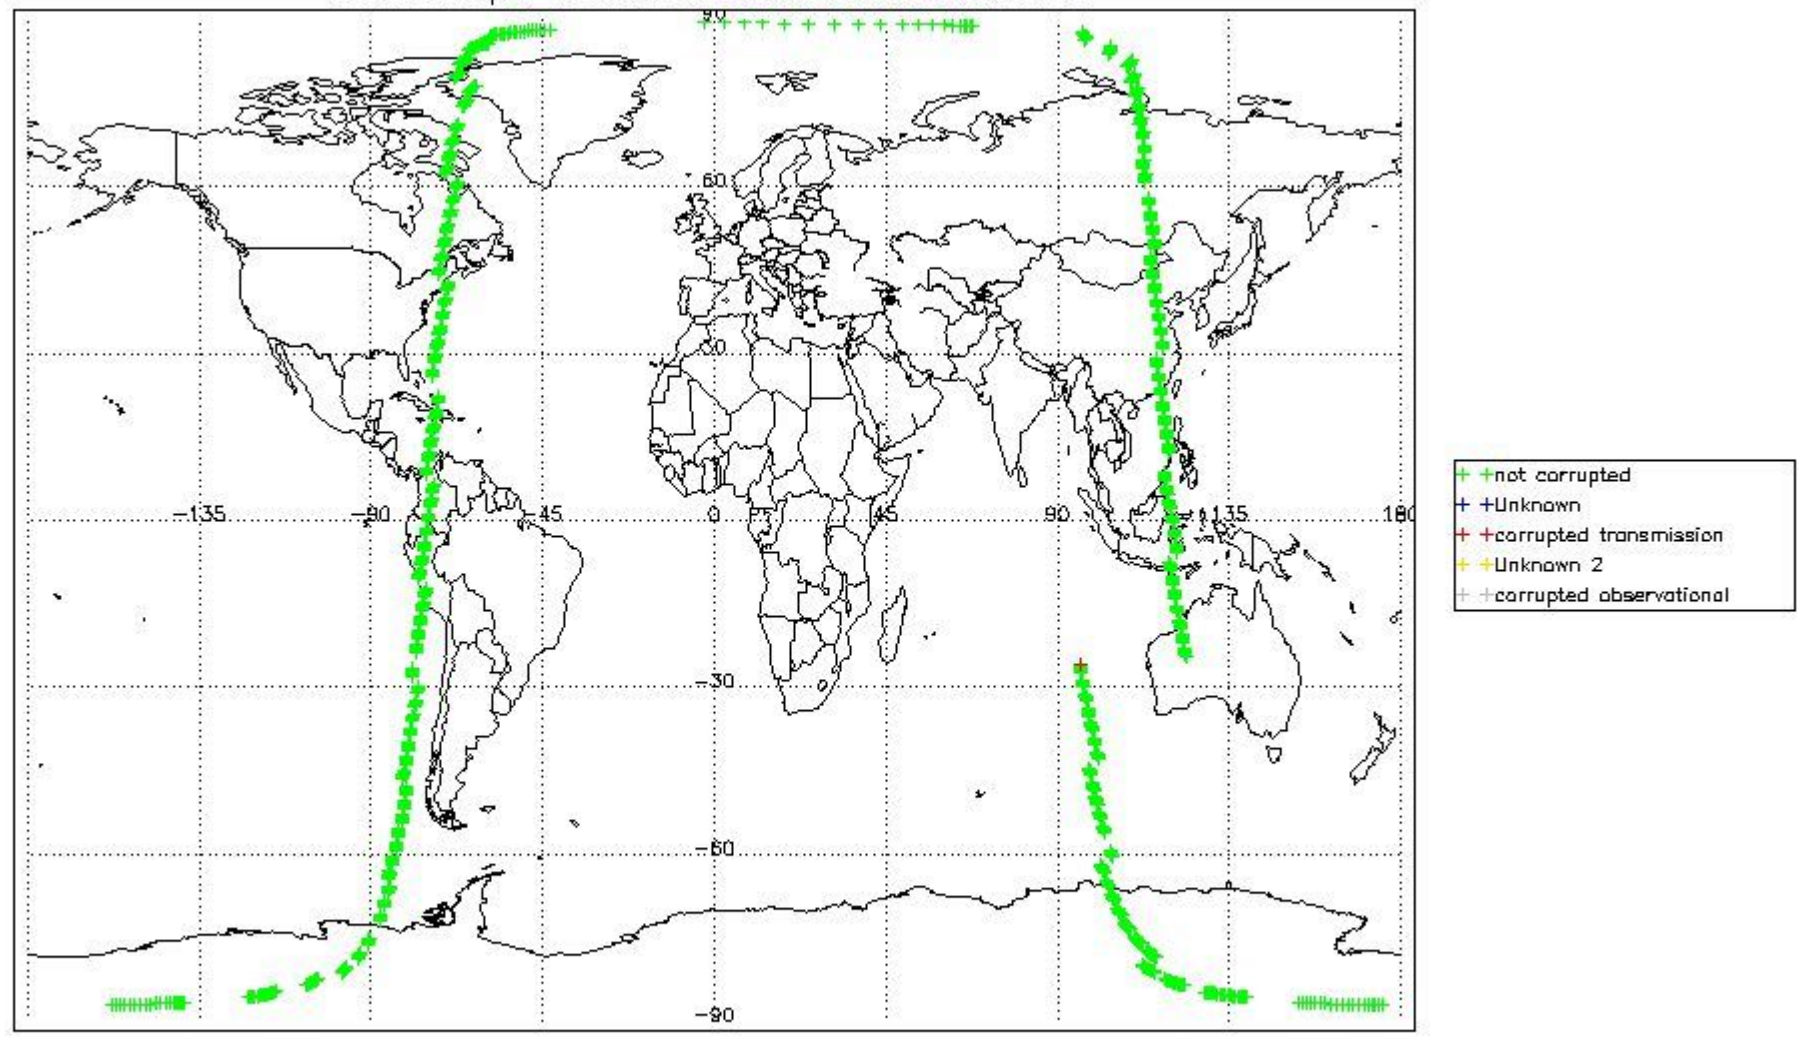 90
60
30
-135
-90
-45
0
45
90
135
180
-30
-60
-90
not corrupted
Unknown
corrupted transmission
Unknown 2
corrupted observational